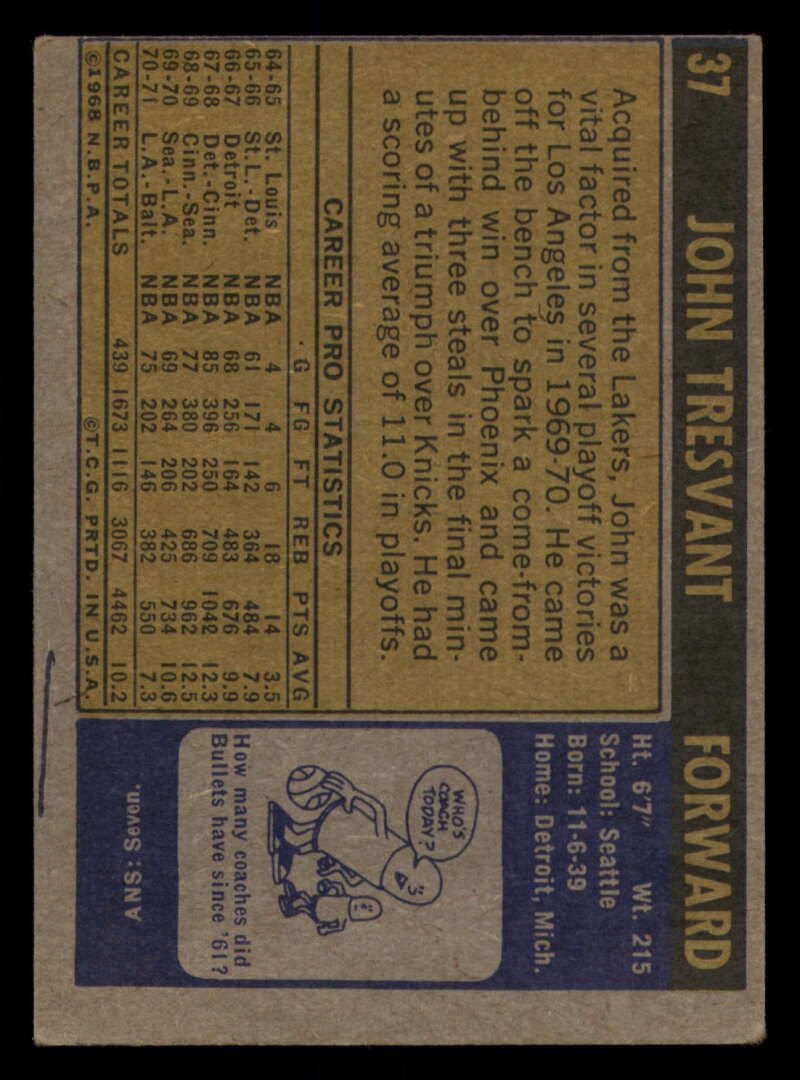 37 JOHN TRESVANT FORWARD
Acquired from the Lakers, John was a
vital factor in several playoff victories
for Los Angeles in 1969-70. He came
off the bench to spark a come-from-
behind win over Phoenix and came
up with three steals in the final min-
utes of a triumph over Knicks. He had
a scoring average of 11.0 in playoffs.
CAREER PRO STATISTICS
G FG FT REB PTS AVG
64-65 St. Louis NBA 4 4 6 18 14 3.5
65-66 St.L.-Det. NBA 61 171 142 364 484 7.9
66-67 Detroit NBA 68 256 164 483 676 9.9
67-68 Det.-Cinn. NBA 85 396 250 709 1042 12.3
68-69 Cinn.-Sea. NBA 77 380 202 686 962 12.5
69-70 Sea.-L.A. NBA 69 264 206 425 734 10.6
70-71 L.A.-Balt. NBA 75 202 146 382 550 7.3
CAREER TOTALS 439 1673 1116 3067 4462 10.2
©1968 N.B.P.A. ©T.C.G. PRTD. IN U.S.A.
Ht. 6'7" Wt. 215
School: Seattle
Born: 11-6-39
Home: Detroit, Mich.
WHO'S
COACH
TODAY?
How many coaches did
Bullets have since '61?
ANS: Seven.